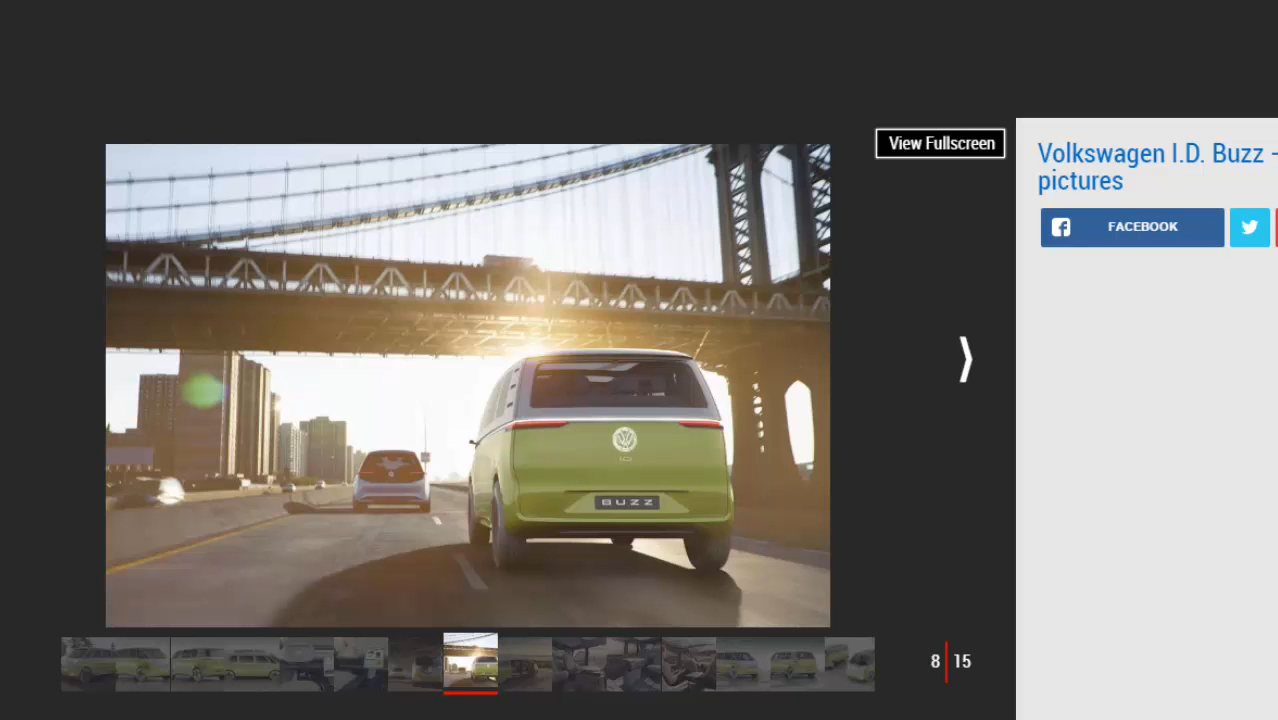 View Fullscreen
Volkswagen I.D. Buzz -
pictures
FACEBOOK
BUZZ
8 15